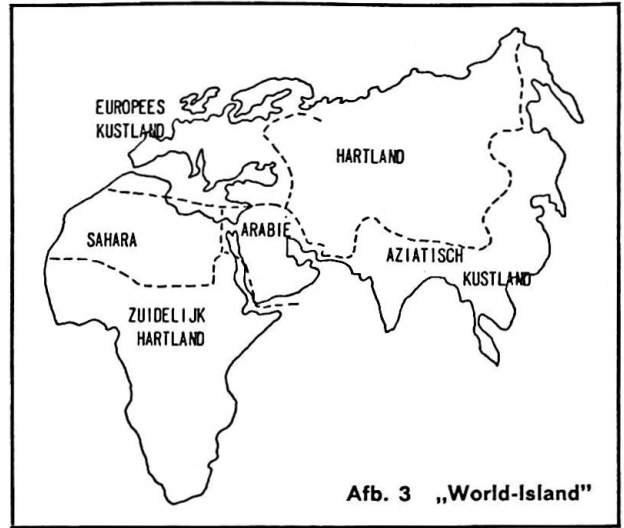 EUROPEES
KUSTLAND
HARTLAND
SAHARA
ARABIE
AZIATISCH
KUSTLAND
ZUIDELIJK
HARTLAND
Afb. 3 „World-Island"